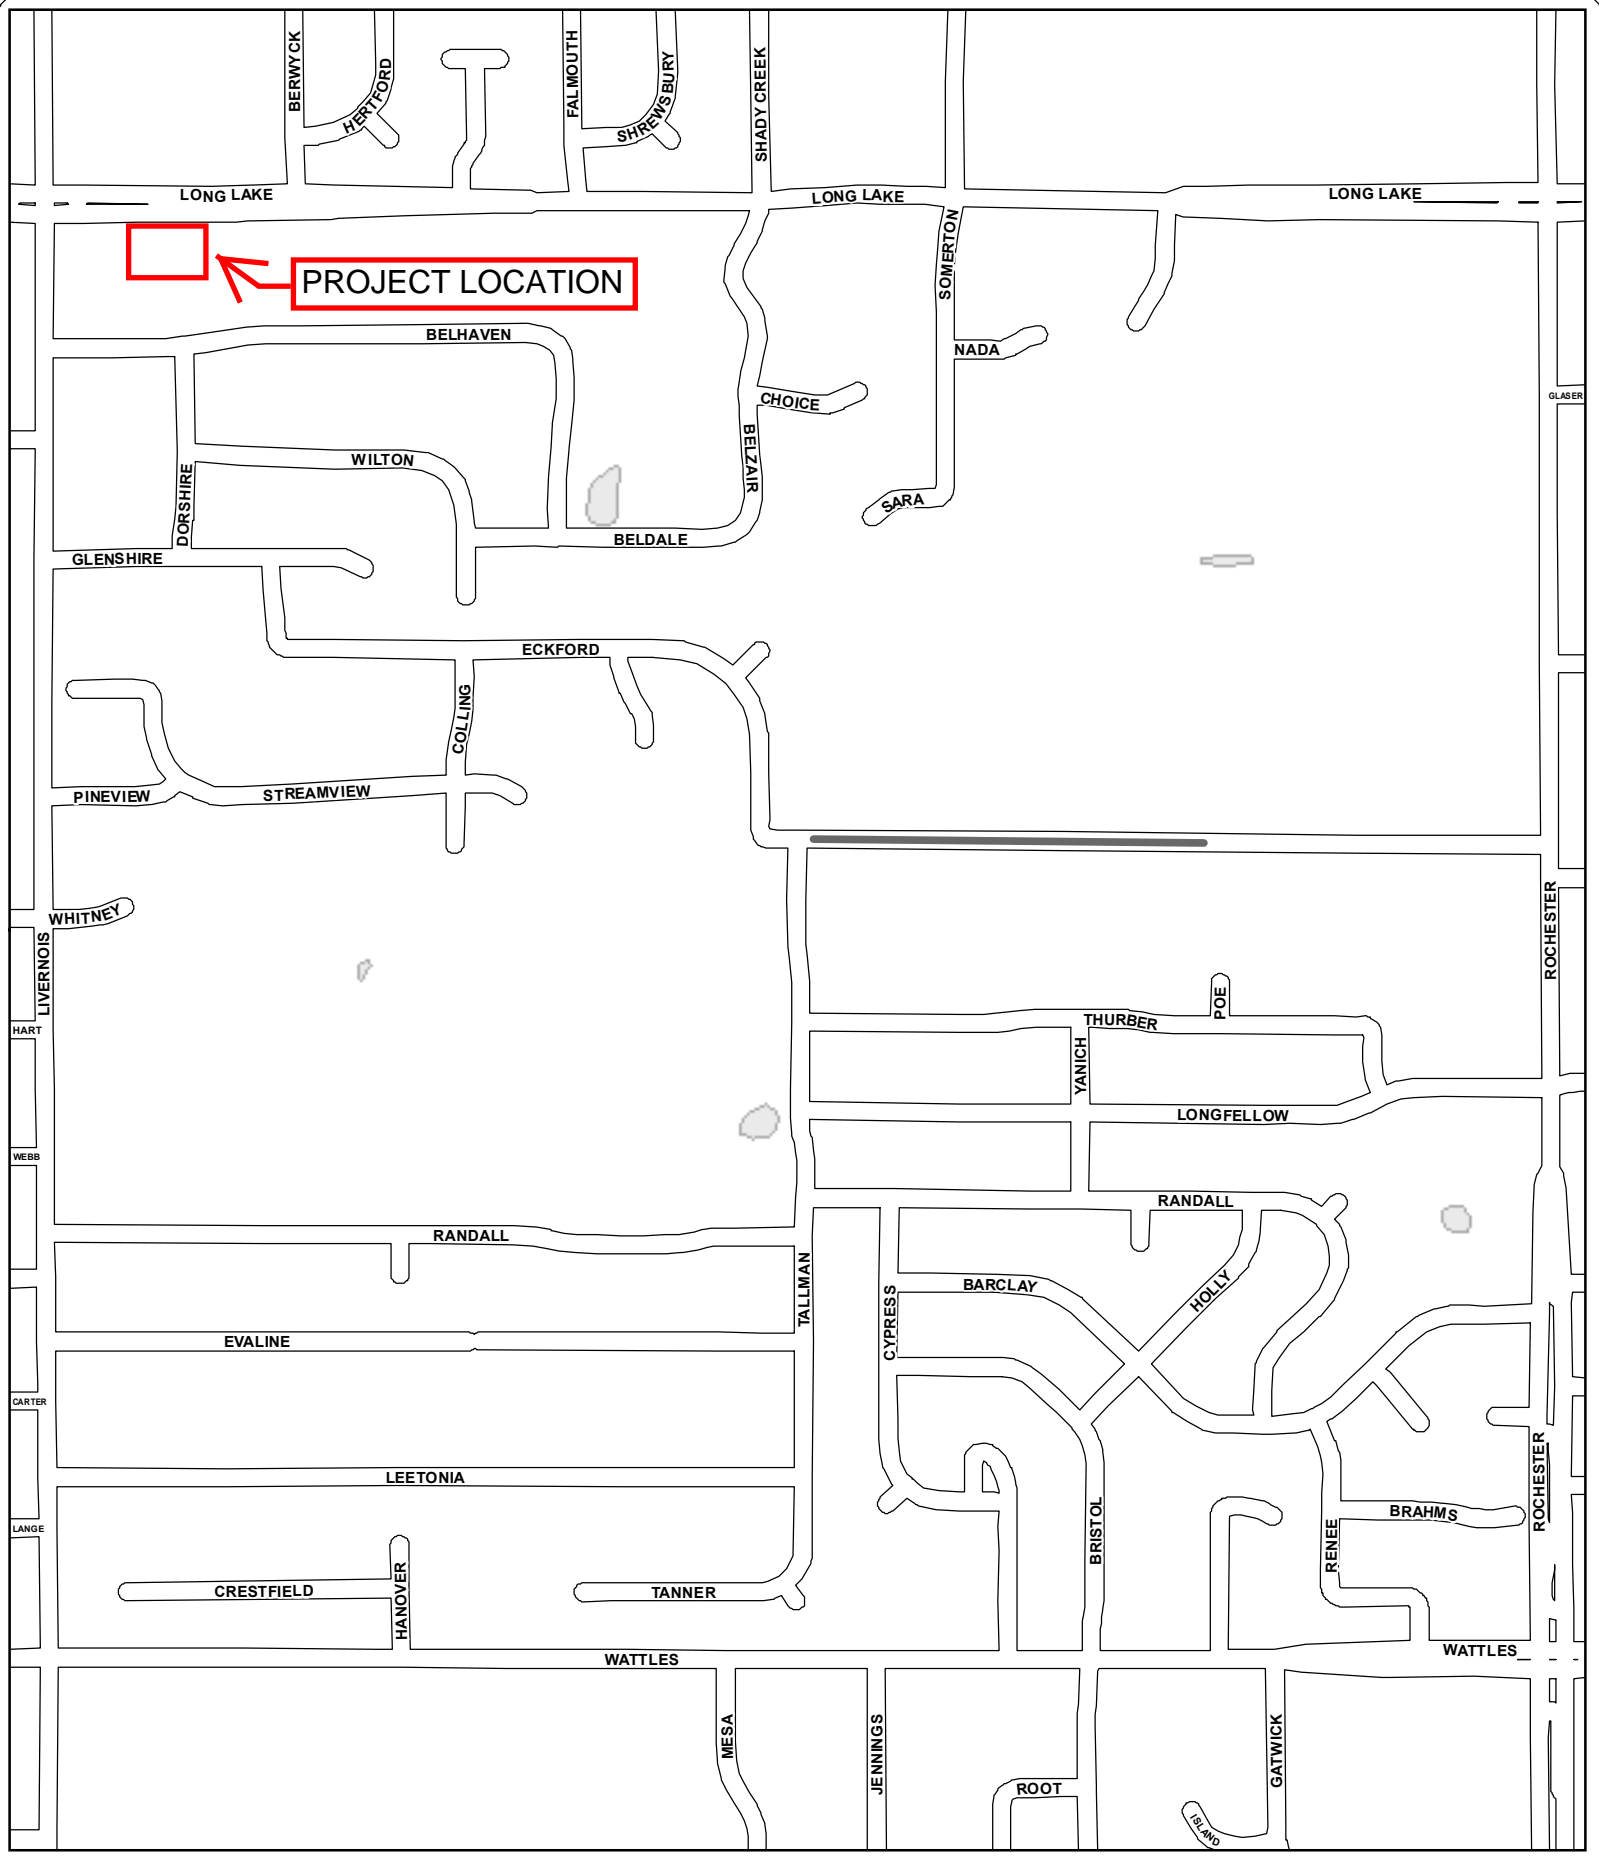 BERWYCK
HERTFORD
FALMOUTH
SHREWSBURY
SHADY CREEK
LONG LAKE
LONG LAKE
LONG LAKE
PROJECT LOCATION
SOMERTON
BELHAVEN
NADA
CHOICE
GLASER
BELZAIR
WILTON
DORSHIRE
SARA
BELDALE
GLENSHIRE
ECKFORD
COLLING
PINEVIEW
STREAMVIEW
WHITNEY
LIVERNOIS
ROCHESTER
HART
POE
THURBER
YANICH
LONGFELLOW
WEBB
RANDALL
RANDALL
TALLMAN
CYPRESS
BARCLAY
HOLLY
EVALINE
CARTER
LEETONIA
ROCHESTER
BRISTOL
BRAHMS
LANGE
RENEE
CRESTFIELD
HANOVER
TANNER
WATTLES
WATTLES
MESA
JENNINGS
GATWICK
ROOT
ISLAND